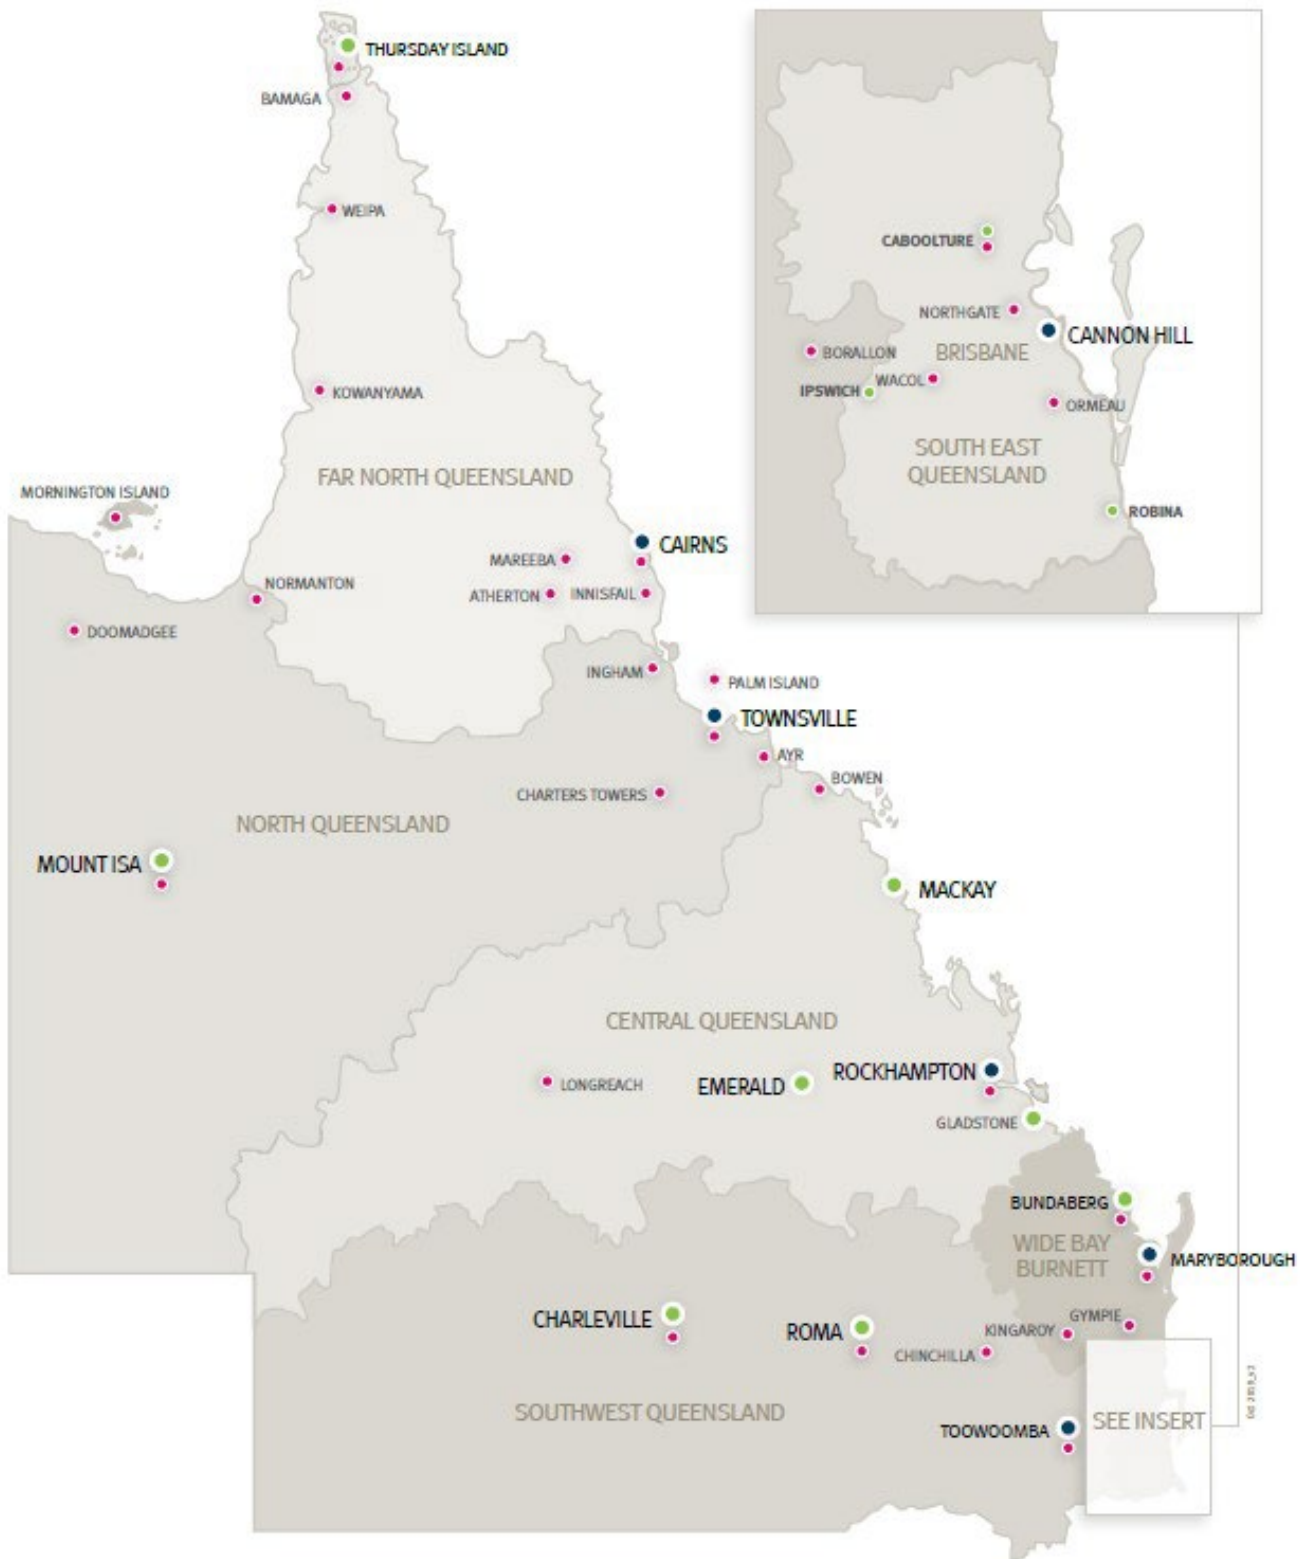 THURSDAY ISLAND
BAMAGA
WEIPA
CABOOLTURE
NORTHGATE
CANNON HILL
BORALLON
BRISBANE
IPSWICH
WACOL
ORMEAU
SOUTH EAST
QUEENSLAND
ROBINA
KOWANYAMA
FAR NORTH QUEENSLAND
MORNINGTON ISLAND
CAIRNS
MAREEBA
NORMANTON
ATHERTON
INNISFAIL
DOOMADGEE
INGHAM
PALM ISLAND
TOWNSVILLE
AYR
BOWEN
CHARTERS TOWERS
NORTH QUEENSLAND
MOUNT ISA
MACKAY
CENTRAL QUEENSLAND
LONGREACH
EMERALD
ROCKHAMPTON
GLADSTONE
BUNDABERG
WIDE BAY
BURNETT
MARYBOROUGH
CHARLEVILLE
ROMA
KINGAROY
GYMPIE
CHINCHILLA
SOUTHWEST QUEENSLAND
TOOWOOMBA
SEE INSERT